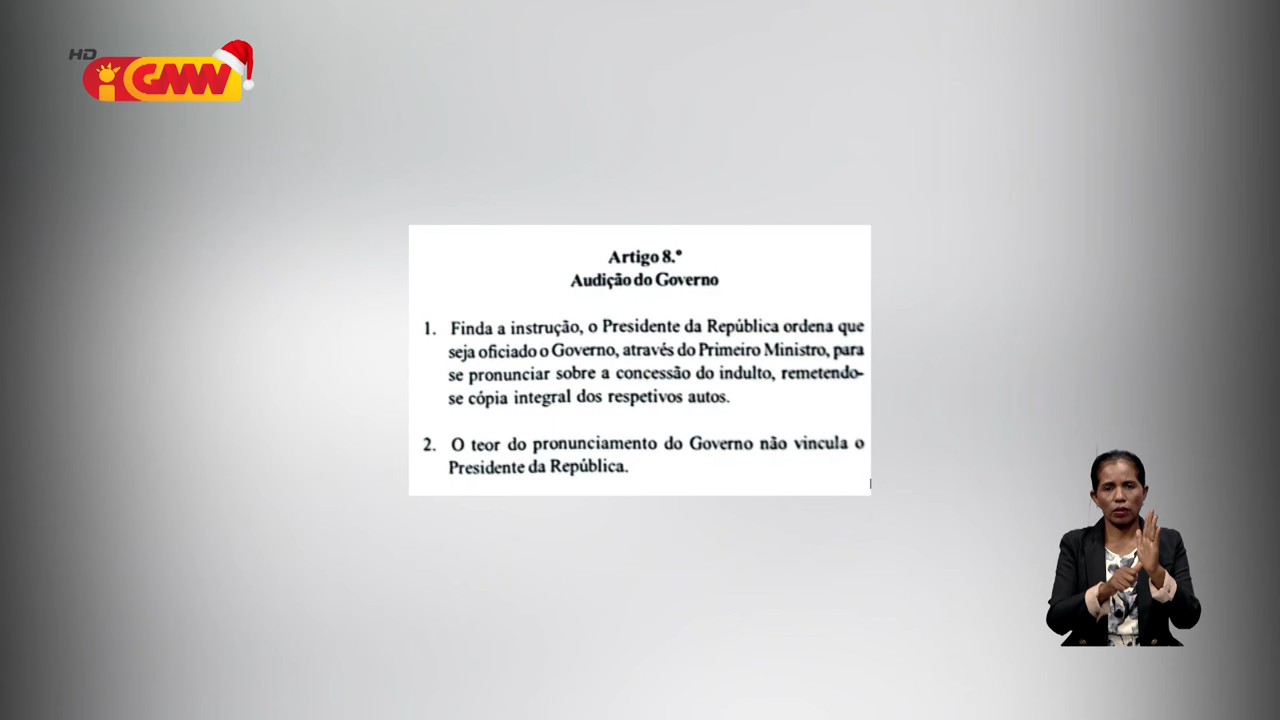 HD
GMN
Artigo 8.º
Audição do Governo
1. Finda a instrução, o Presidente da República ordena que
seja oficiado o Governo, através do Primeiro Ministro, para
se pronunciar sobre a concessão do indulto, remetendo-
se cópia integral dos respetivos autos.
2. O teor do pronunciamento do Governo não vincula o
Presidente da República.